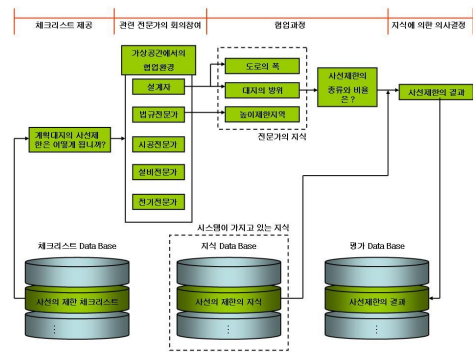 체크리스트 제공
관련 전문가의 회의참여
협업과정
지식에 의한 의사결정
가상공간에서의
협업환경
설계자
법규전문가
시공전문가
설비전문가
전기전문가
도로의 폭
대지의 방위
높이제한지역
전문가의 지식
사선제한의
종류와 비율
은 ?
사선제한의 결과
계획대지의 사선제
한은 어떻게 됩니까?
시스템이 가지고 있는 지식
체크리스트 Data Base
지식 Data Base
평가 Data Base
사선의 제한 체크리스트
사선의 제한의 지식
사선제한의 결과
⋮
⋮
⋮